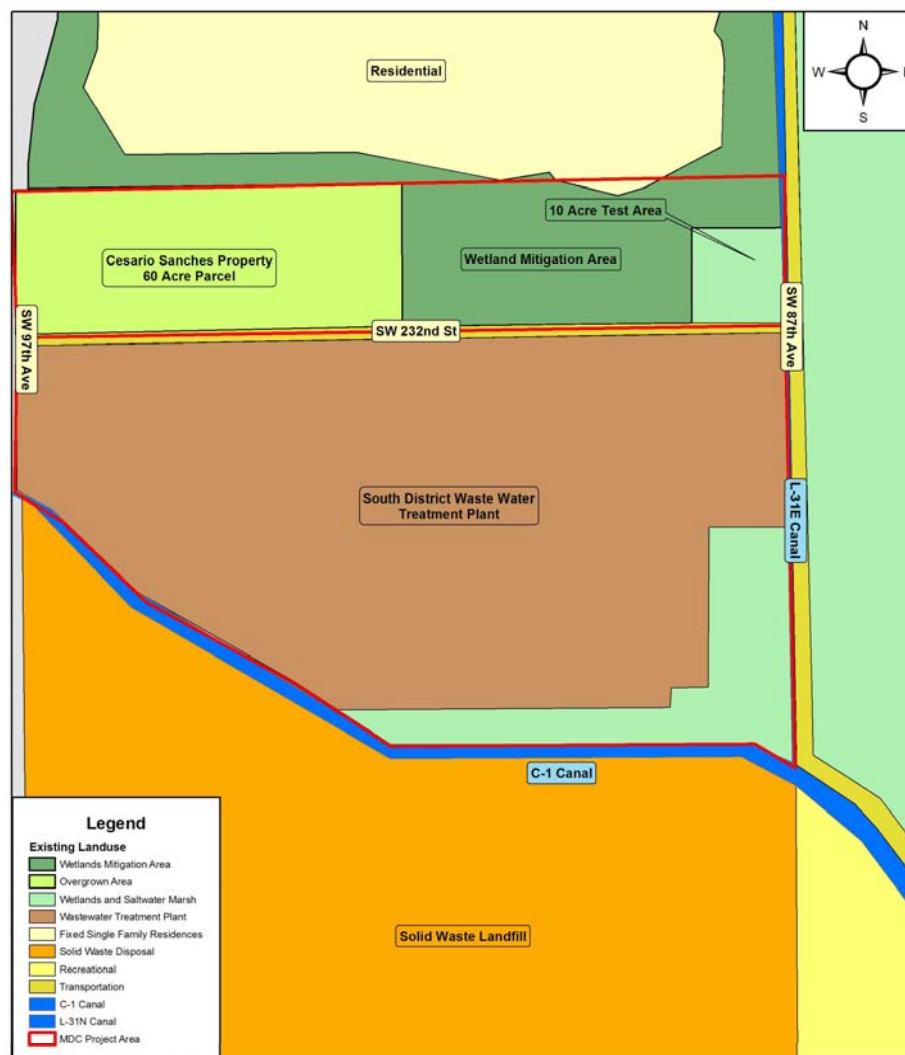 N
W
E
S
Residential
10 Acre Test Area
Cesario Sanches Property
60 Acre Parcel
Wetland Mitigation Area
SW 97th Ave
SW 232nd St
SW 87th Ave
South District Waste Water
Treatment Plant
L-31E Canal
C-1 Canal
Solid Waste Landfill
Legend
Existing Landuse
Wetlands Mitigation Area
Overgrown Area
Wetlands and Saltwater Marsh
Wastewater Treatment Plant
Fixed Single Family Residences
Solid Waste Disposal
Recreational
Transportation
C-1 Canal
L-31N Canal
MDC Project Area